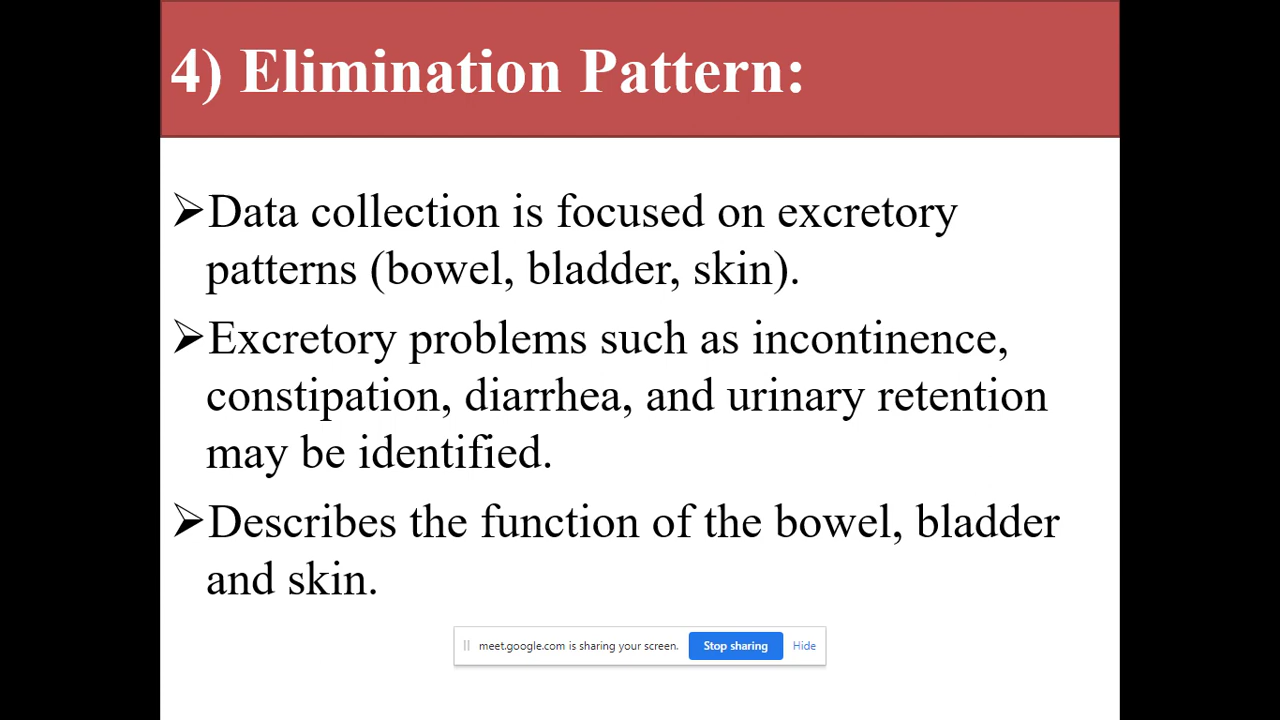 4) Elimination Pattern:
➢Data collection is focused on excretory
patterns (bowel, bladder, skin).
➢Excretory problems such as incontinence,
constipation, diarrhea, and urinary retention
may be identified.
➢Describes the function of the bowel, bladder
and skin.
meet.google.com is sharing your screen. Stop sharing Hide